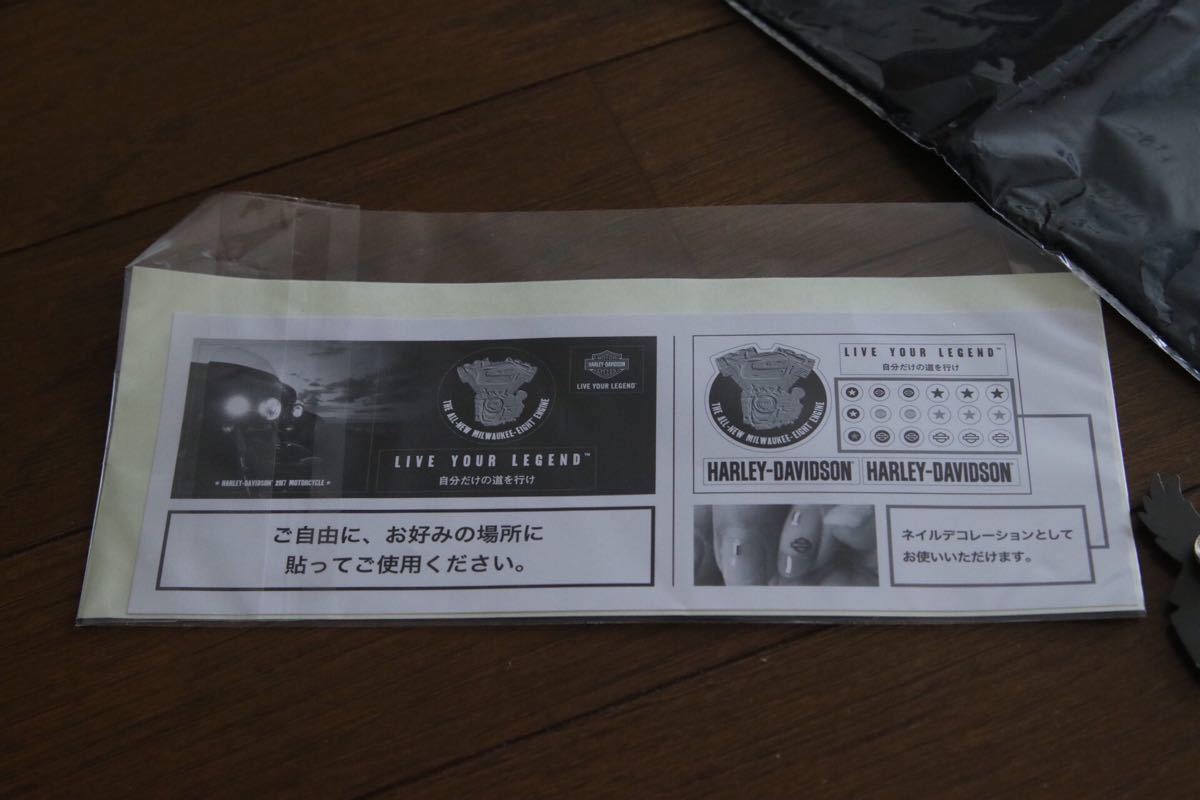 MOTOR
HARLEY-DAVIDSON
CYCLES
LIVE YOUR LEGEND
THE ALL-NEW MILWAUKEE-EIGHT ENGINE
LIVE YOUR LEGEND™
自分だけの道を行け
★ HARLEY-DAVIDSON® 2017 MOTORCYCLE ★
ご自由に、お好みの場所に
貼ってご使用ください。
THE ALL-NEW MILWAUKEE-EIGHT ENGINE
LIVE YOUR LEGEND™
自分だけの道を行け
HARLEY-DAVIDSON
HARLEY-DAVIDSON
ネイルデコレーションとして
お使いいただけます。